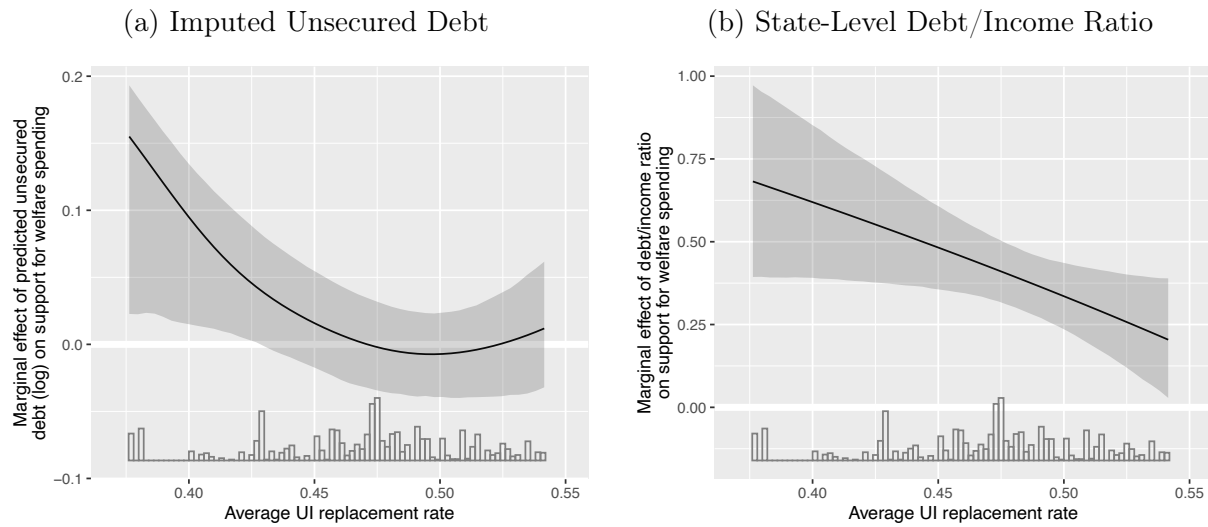 (a) Imputed Unsecured Debt
Marginal effect of predicted unsecured
debt (log) on support for welfare spending
0.2
0.1
0.0
−0.1
0.40
0.45
0.50
0.55
Average UI replacement rate
(b) State-Level Debt/Income Ratio
Marginal effect of debt/income ratio
on support for welfare spending
1.00
0.75
0.50
0.25
0.00
0.40
0.45
0.50
0.55
Average UI replacement rate